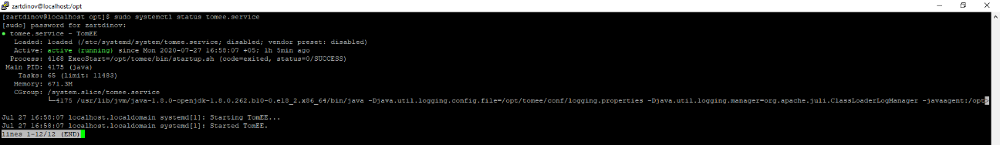 zartdinov@localhost:/opt
[zartdinov@localhost opt]$ sudo systemctl status tomee.service
[sudo] password for zartdinov:
● tomee.service - TomEE
   Loaded: loaded (/etc/systemd/system/tomee.service; disabled; vendor preset: disabled)
   Active: active (running) since Mon 2020-07-27 16:58:07 +05; 1h 5min ago
  Process: 4168 ExecStart=/opt/tomee/bin/startup.sh (code=exited, status=0/SUCCESS)
 Main PID: 4175 (java)
    Tasks: 65 (limit: 11483)
   Memory: 671.3M
   CGroup: /system.slice/tomee.service
           └─4175 /usr/lib/jvm/java-1.8.0-openjdk-1.8.0.262.b10-0.el8_2.x86_64/bin/java -Djava.util.logging.config.file=/opt/tomee/conf/logging.properties -Djava.util.logging.manager=org.apache.juli.ClassLoaderLogManager -javaagent:/opt>
Jul 27 16:58:07 localhost.localdomain systemd[1]: Starting TomEE...
Jul 27 16:58:07 localhost.localdomain systemd[1]: Started TomEE.
lines 1-12/12 (END)